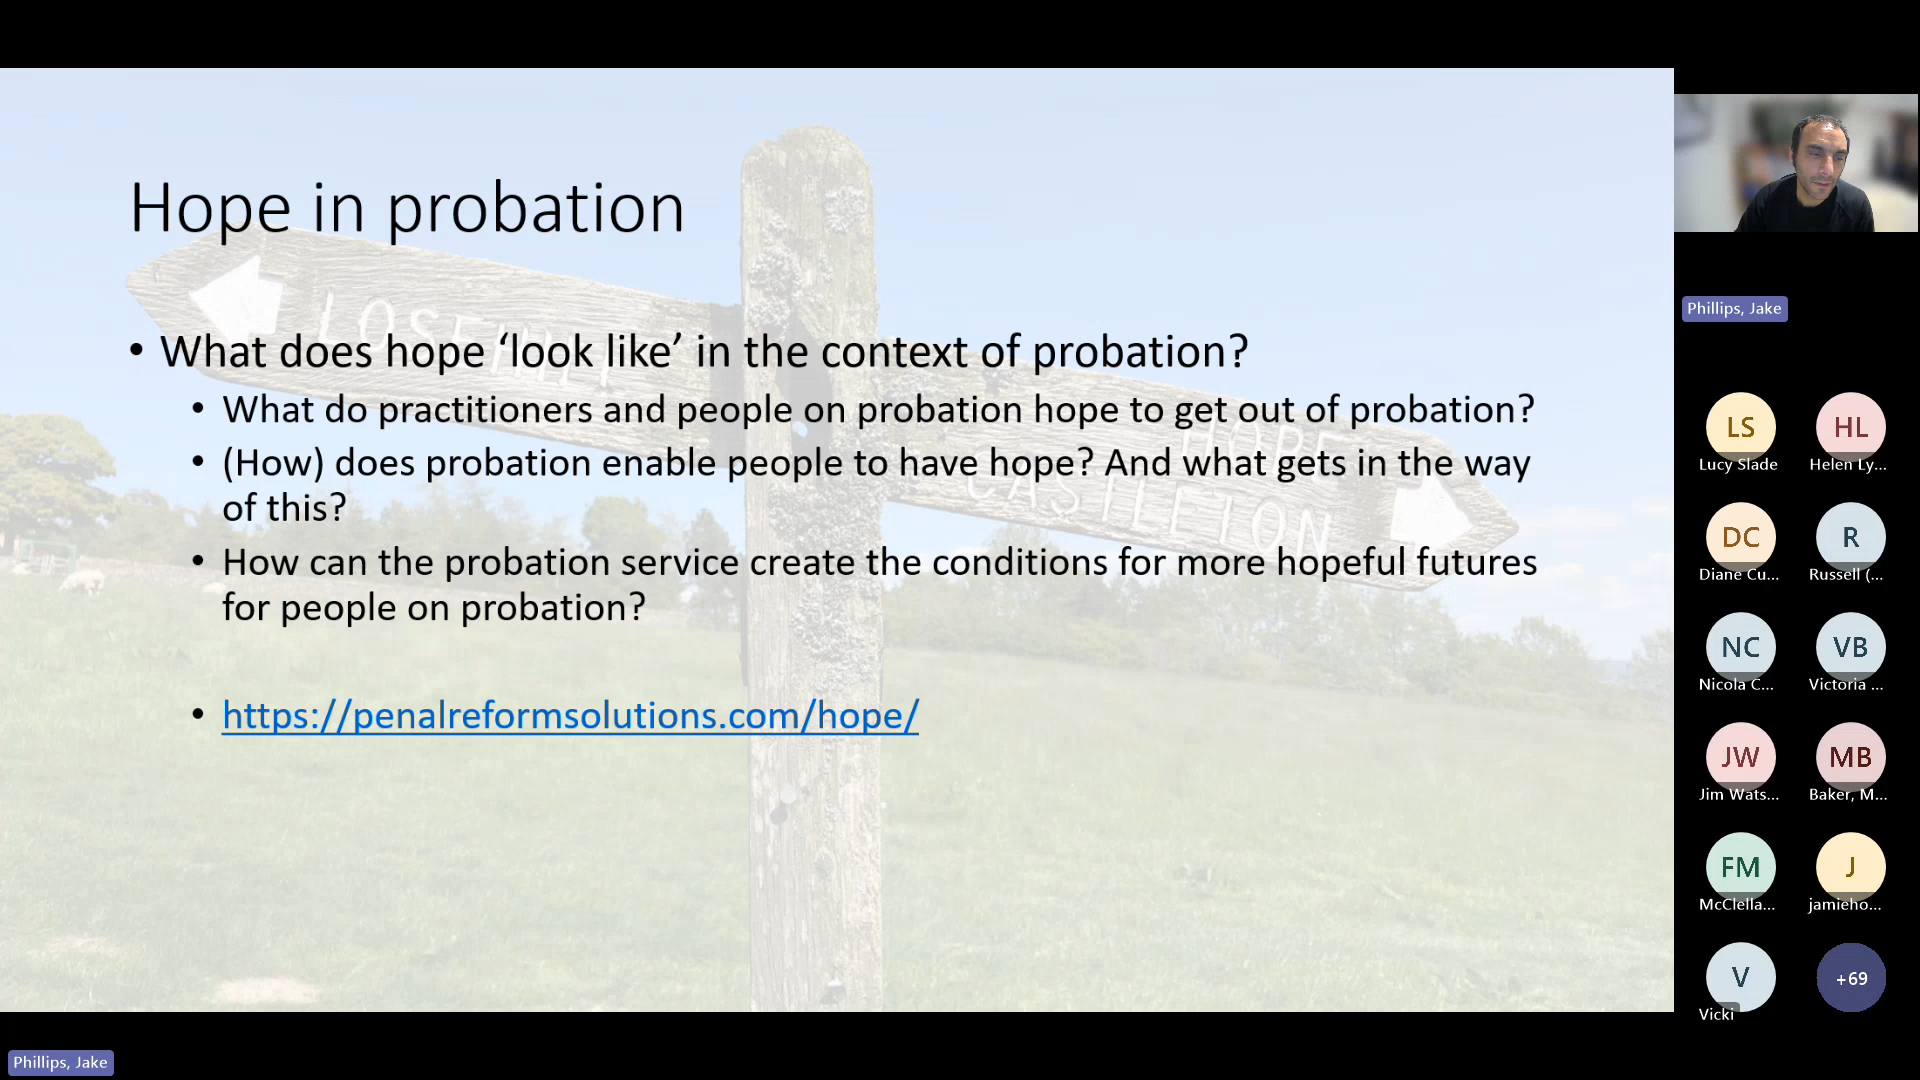 Hope in probation
LOSEHILL
• What does hope ‘look like’ in the context of probation?
• What do practitioners and people on probation hope to get out of probation?
HOPE
• (How) does probation enable people to have hope? And what gets in the way
of this?
CASTLETON
• How can the probation service create the conditions for more hopeful futures
for people on probation?
• https://penalreformsolutions.com/hope/
Phillips, Jake
LS
Lucy Slade
HL
Helen Ly...
DC
Diane Cu...
R
Russell (...
NC
Nicola C...
VB
Victoria ...
JW
Jim Wats...
MB
Baker, M...
FM
McClella...
J
jamieho...
V
Vicki
+69
Phillips, Jake